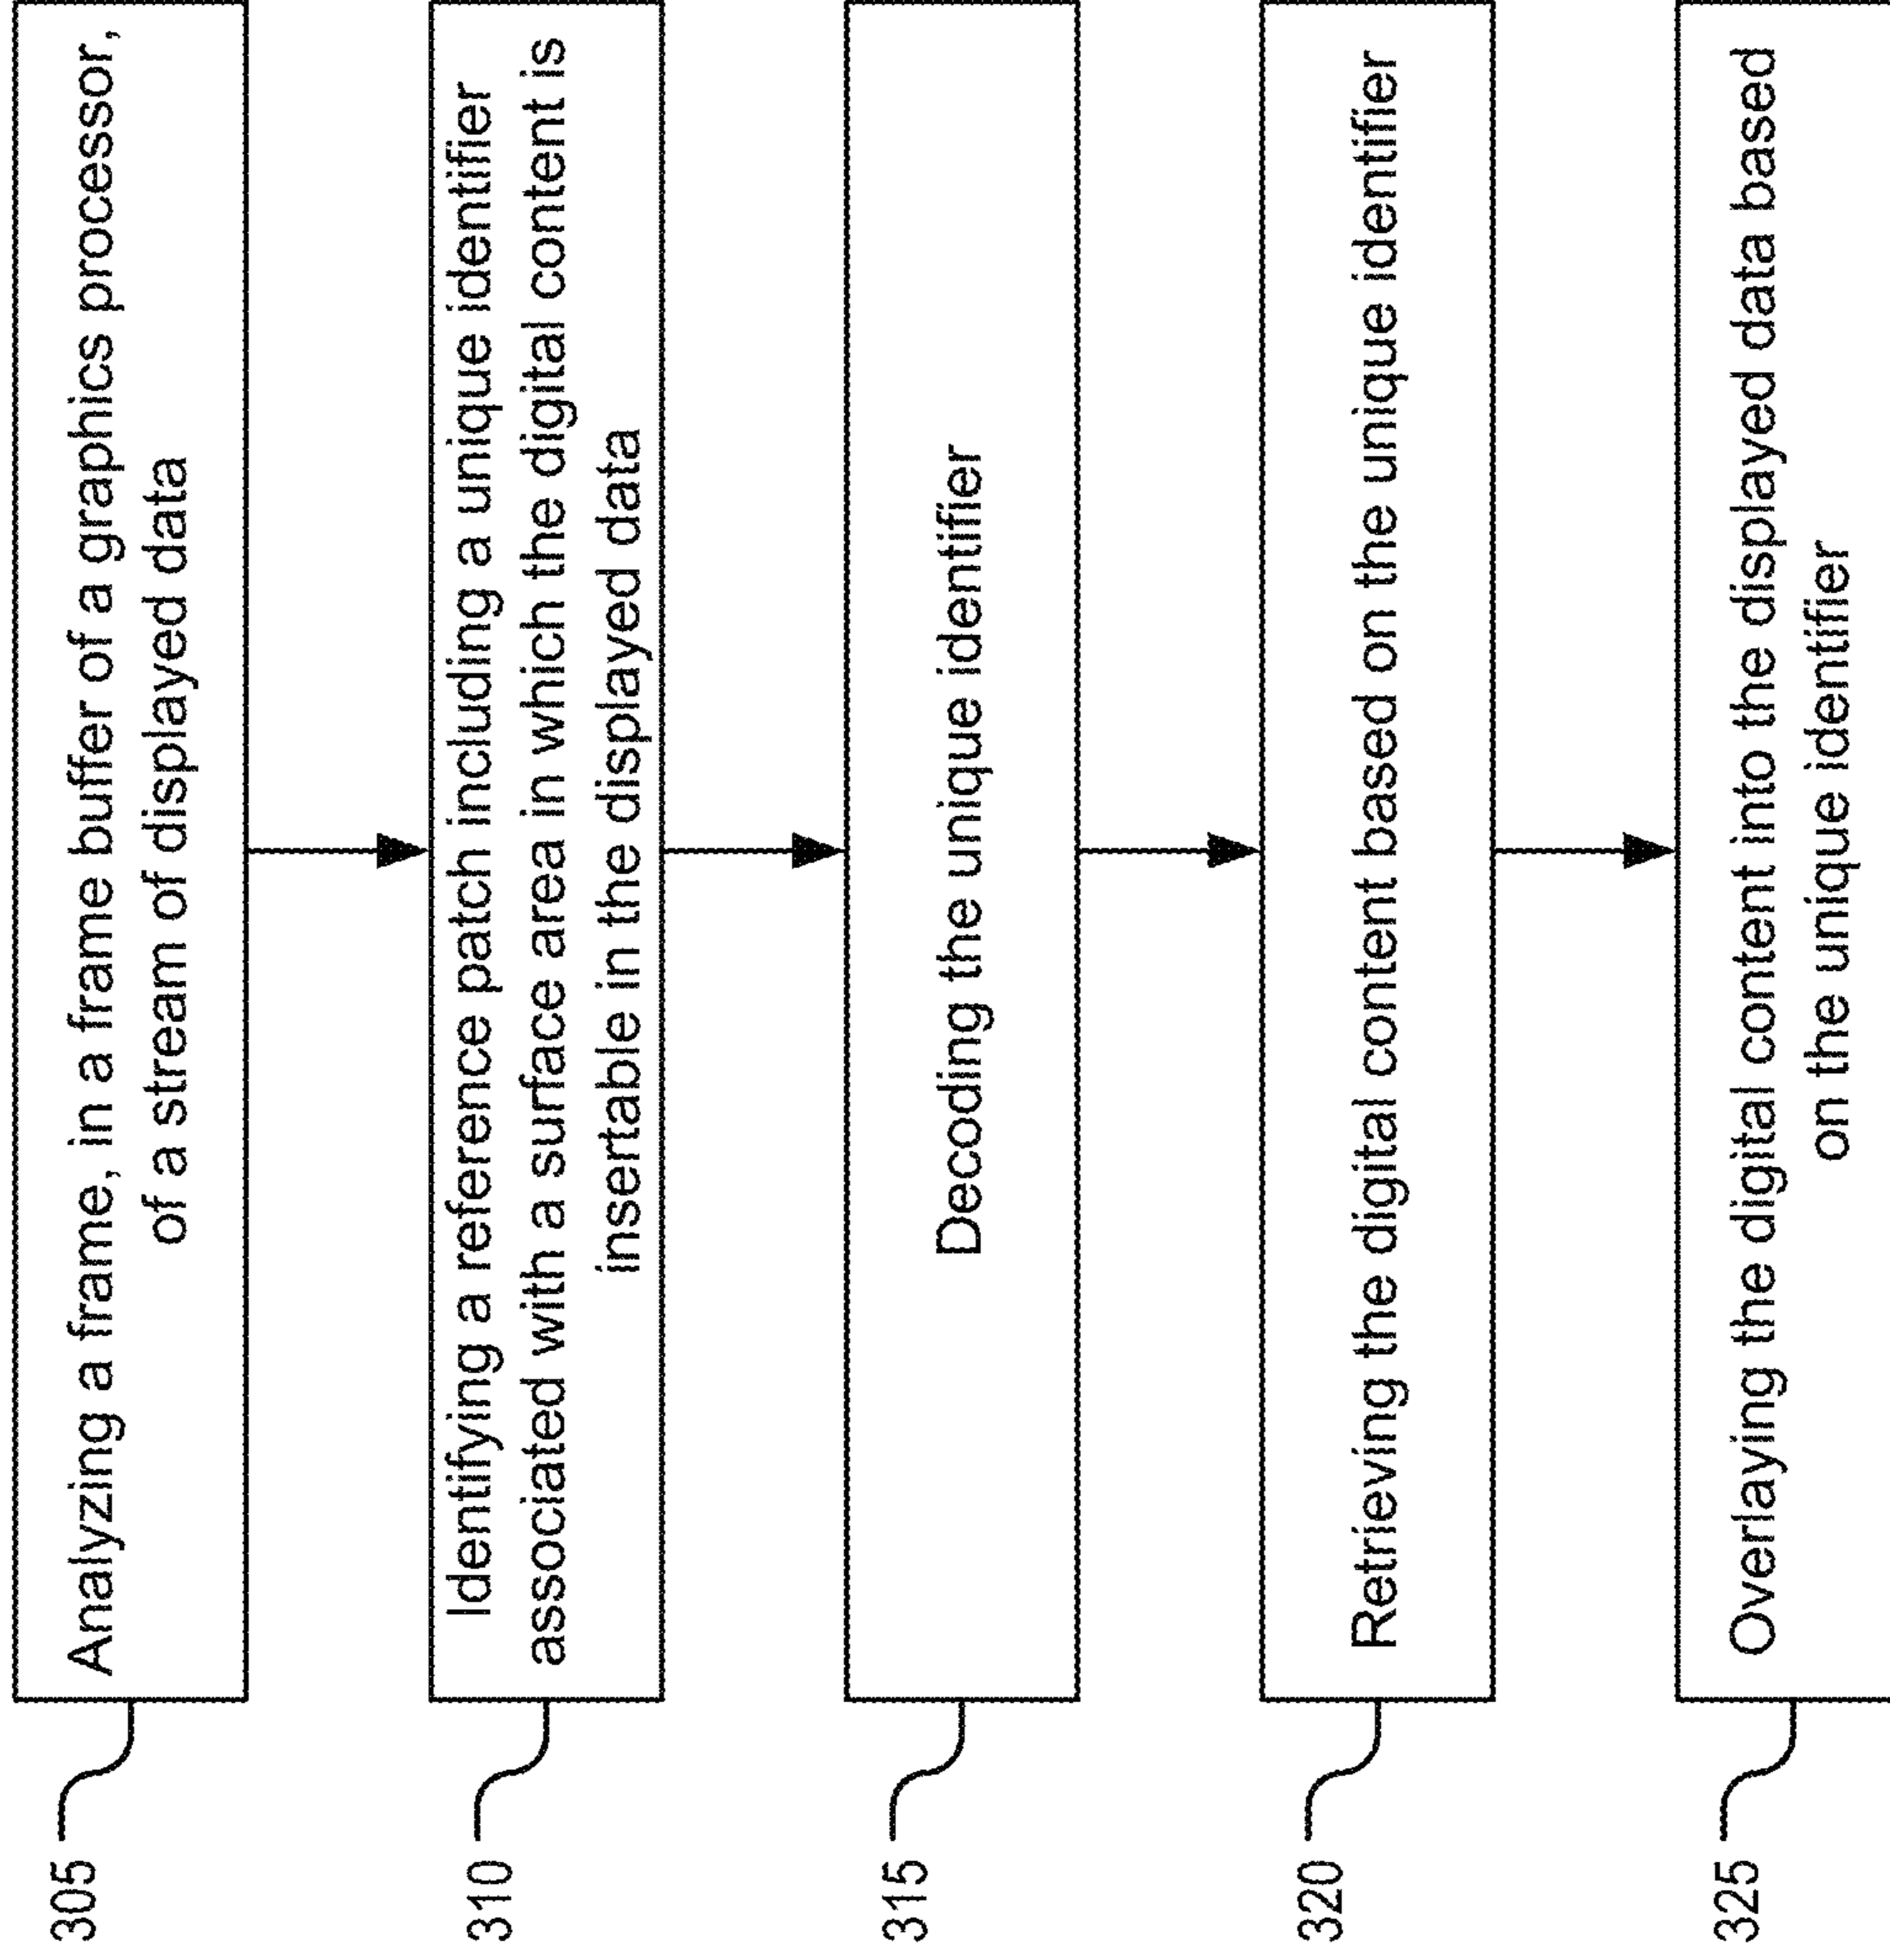 305
Analyzing a frame, in a frame buffer of a graphics processor,
of a stream of displayed data
310
Identifying a reference patch including a unique identifier
associated with a surface area in which the digital content is
insertable in the displayed data
315
Decoding the unique identifier
320
Retrieving the digital content based on the unique identifier
325
Overlaying the digital content into the displayed data based
on the unique identifier